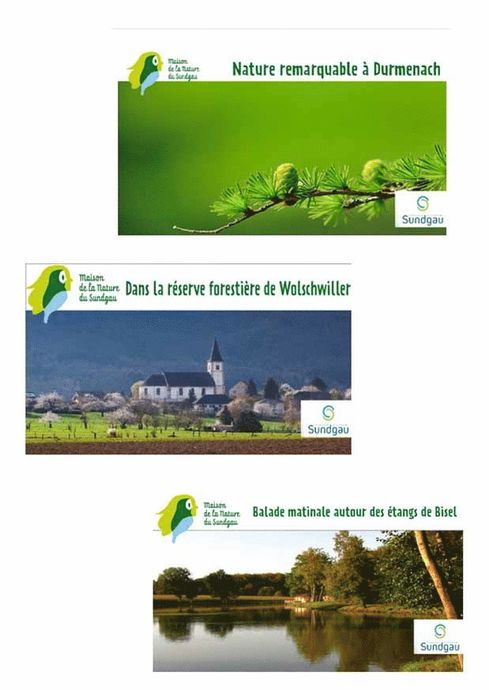 Maison
de la Nature
du Sundgau
Nature remarquable à Durmenach
Sundgau
Maison
de la Nature
du Sundgau
Dans la réserve forestière de Wolschwiller
Sundgau
Maison
de la Nature
du Sundgau
Balade matinale autour des étangs de Bisel
Sundgau